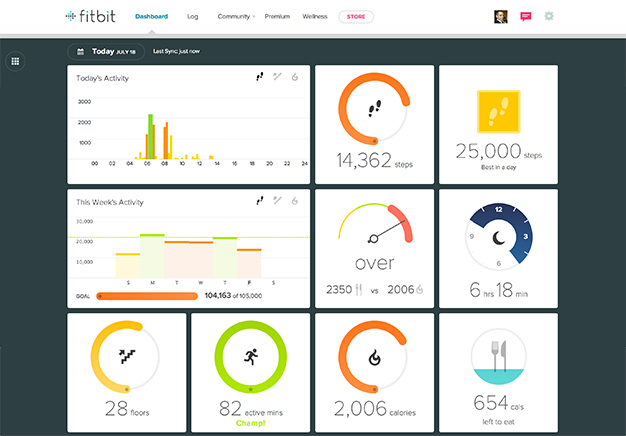 fitbit Dashboard Log Community Premium Wellness STORE
Today JULY 18 Last Sync: just now
Today's Activity
3000
2000
1000
00 02 04 06 08 10 12 14 16 18 20 22 24
14,362 steps
25,000 steps
Best in a day
This Week's Activity
30,000
20,000
10,000
S M T W T F S
GOAL 104,163 of 105,000
over
2350 vs 2006
12
9 3
6
6 hrs 18 min
28 floors
82 active mins
Champ!
2,006 calories
654 cals
left to eat